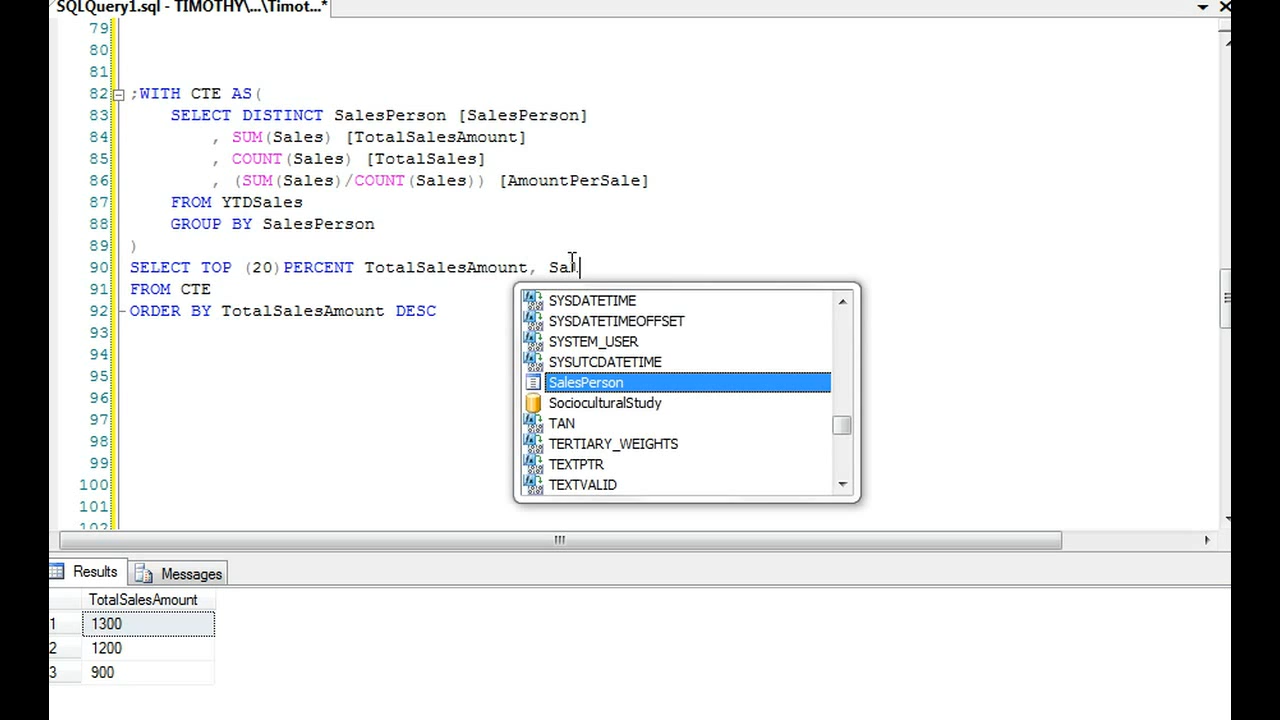 SQLQuery1.sql - TIMOTHY\...\Timot...*
79
80
81
82 ;WITH CTE AS(
83 SELECT DISTINCT SalesPerson [SalesPerson]
84 , SUM(Sales) [TotalSalesAmount]
85 , COUNT(Sales) [TotalSales]
86 , (SUM(Sales)/COUNT(Sales)) [AmountPerSale]
87 FROM YTDSales
88 GROUP BY SalesPerson
89 )
90 SELECT TOP (20)PERCENT TotalSalesAmount, Sal
91 FROM CTE
92 ORDER BY TotalSalesAmount DESC
93
94
95
96
97
98
99
100
101
102
SYSDATETIME
SYSDATETIMEOFFSET
SYSTEM_USER
SYSUTCDATETIME
SalesPerson
SocioculturalStudy
TAN
TERTIARY_WEIGHTS
TEXTPTR
TEXTVALID
Results Messages
TotalSalesAmount
1 1300
2 1200
3 900